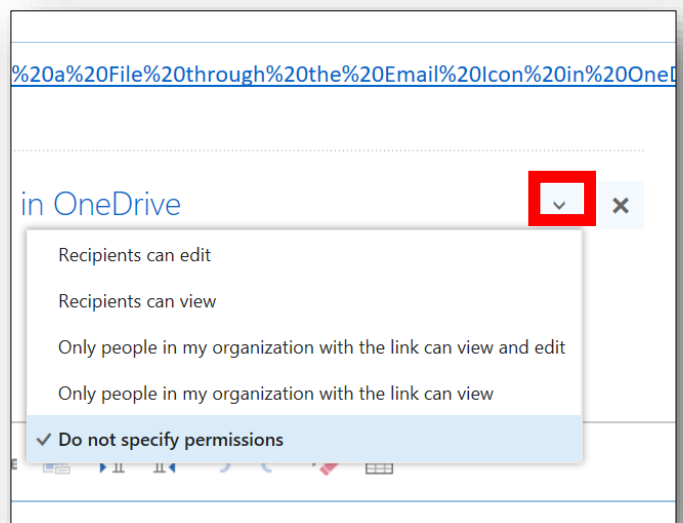 %20a%20File%20through%20the%20Email%20Icon%20in%20OneD
in OneDrive
Recipients can edit
Recipients can view
Only people in my organization with the link can view and edit
Only people in my organization with the link can view
Do not specify permissions